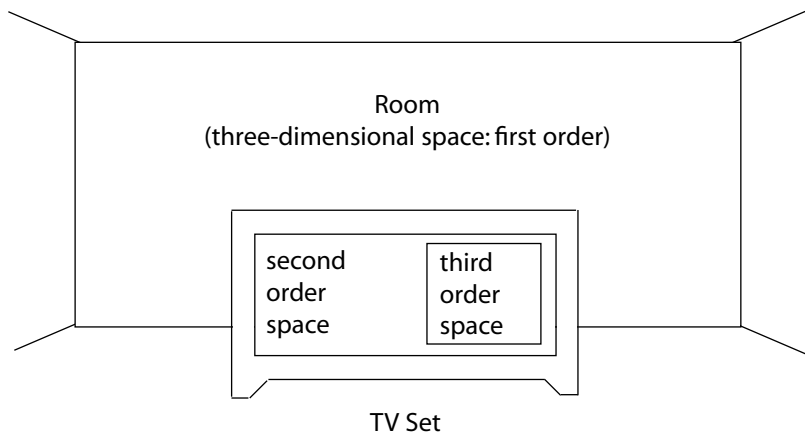 Room
(three-dimensional space: first order)
second
order
space
third
order
space
TV Set